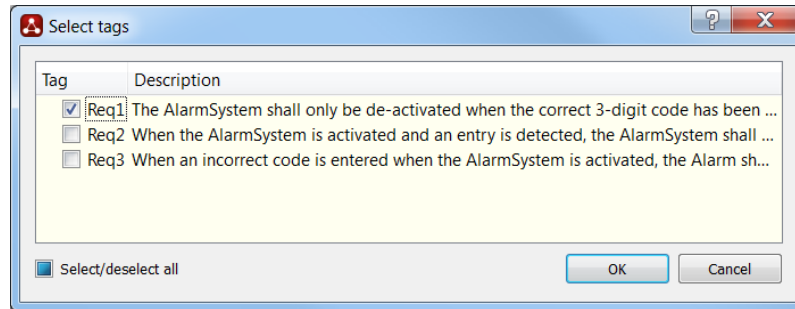 Select tags
Tag Description
Req1 The AlarmSystem shall only be de-activated when the correct 3-digit code has been ...
Req2 When the AlarmSystem is activated and an entry is detected, the AlarmSystem shall ...
Req3 When an incorrect code is entered when the AlarmSystem is activated, the Alarm sh...
Select/deselect all OK Cancel